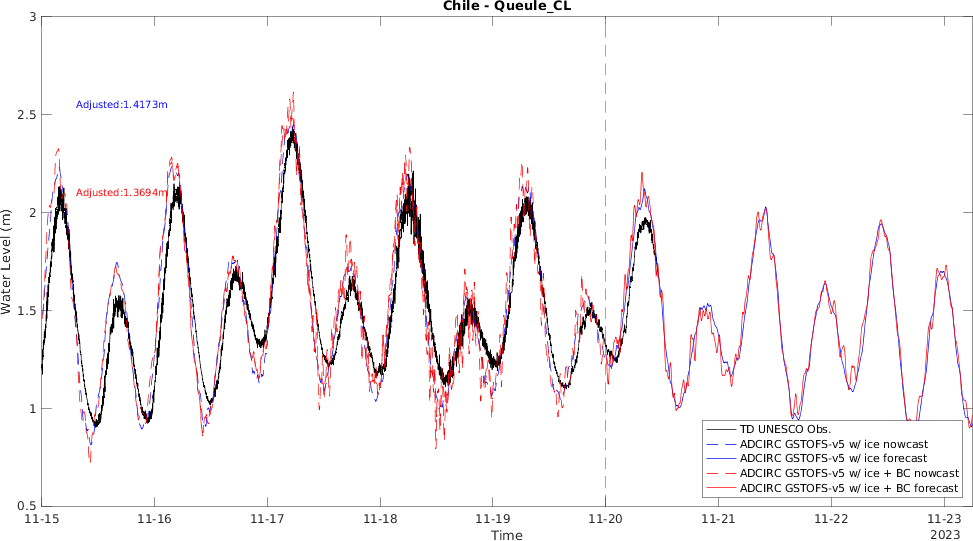 Chile - Queule_CL
3
2.5
2
1.5
1
0.5
Water Level (m)
Adjusted:1.4173m
Adjusted:1.3694m
TD UNESCO Obs.
ADCIRC GSTOFS-v5 w/ ice nowcast
ADCIRC GSTOFS-v5 w/ ice forecast
ADCIRC GSTOFS-v5 w/ ice + BC nowcast
ADCIRC GSTOFS-v5 w/ ice + BC forecast
11-15 11-16 11-17 11-18 11-19 11-20 11-21 11-22 11-23
Time
2023